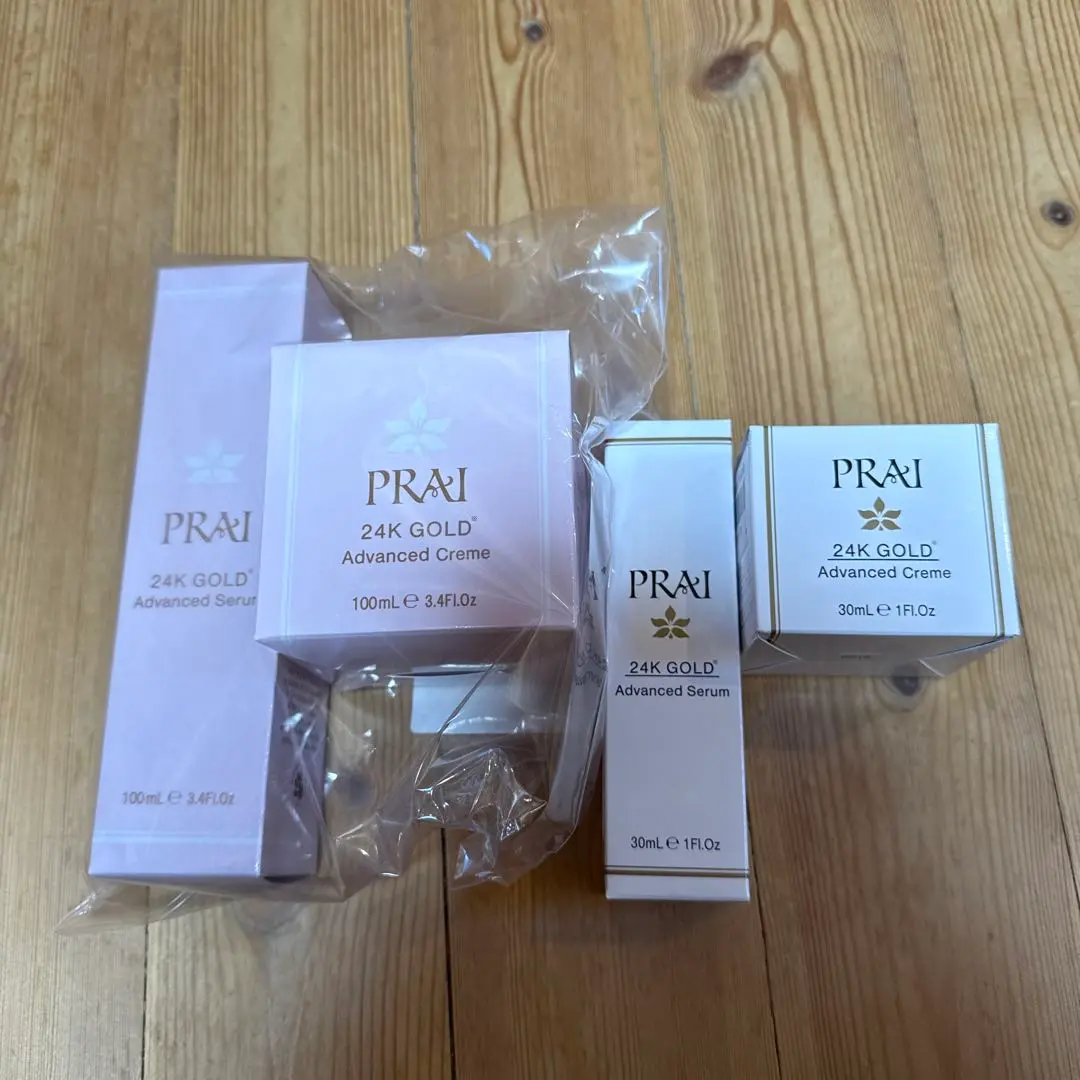 PRAI
24K GOLD®
Advanced Serur
100mL ℮ 3.4Fl.Oz
PRAI
24K GOLD®
Advanced Creme
100mL ℮ 3.4Fl.Oz
PRAI
24K GOLD®
Advanced Serum
30mL ℮ 1Fl.Oz
PRAI
24K GOLD®
Advanced Creme
30mL ℮ 1Fl.Oz